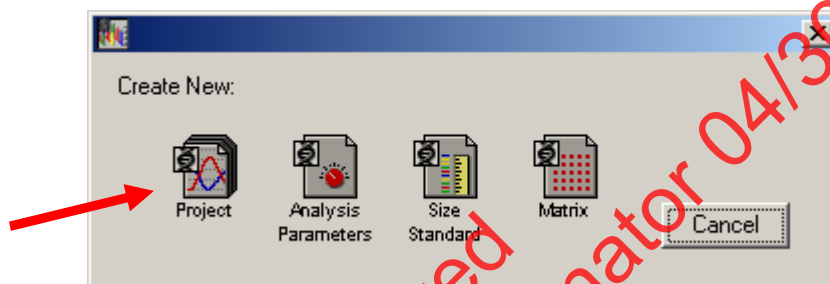 Create New:
Project
Analysis
Parameters
Size
Standard
Matrix
Cancel
04/3
ed
nator